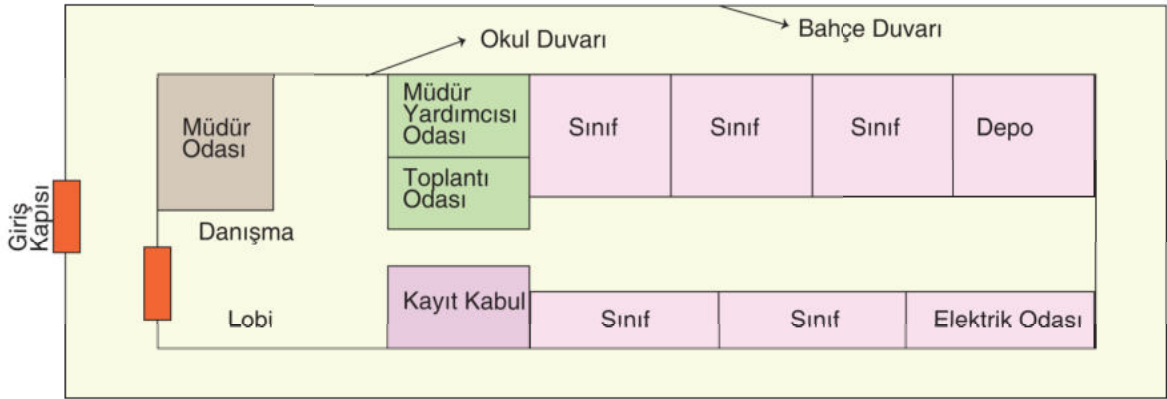 Bahçe Duvarı
Okul Duvarı
Müdür
Odası
Müdür
Yardımcısı
Odası
Sınıf
Sınıf
Sınıf
Depo
Toplantı
Odası
Giriş
Kapısı
Danışma
Lobi
Kayıt Kabul
Sınıf
Sınıf
Elektrik Odası